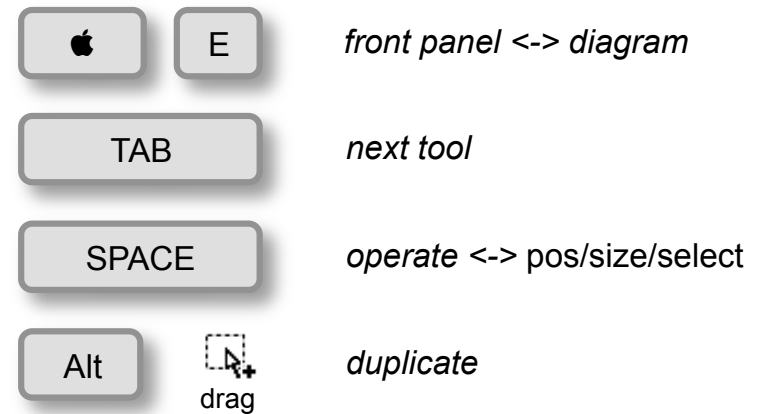 E front panel <-> diagram
TAB next tool
SPACE operate <-> pos/size/select
Alt drag duplicate